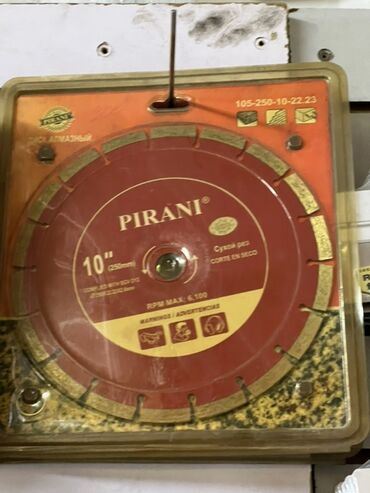 PIRANI
105-250-10-22.23
ДИСК АЛМАЗНЫЙ
PIRANI®
10"
(250mm)
Сухой рез
CORTE EN SECO
RPM MAX: 6,100
WARNINGS / ADVERTENCIAS